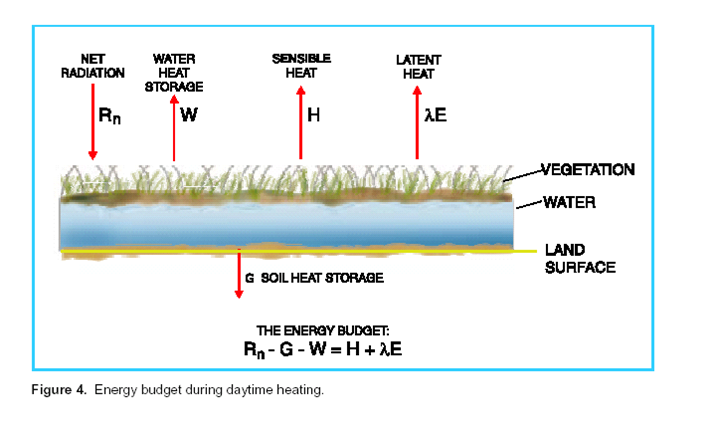 NET
RADIATION
WATER
HEAT
STORAGE
SENSIBLE
HEAT
LATENT
HEAT
Rn
W
H
λE
VEGETATION
WATER
LAND
SURFACE
G SOIL HEAT STORAGE
THE ENERGY BUDGET:
Rn - G - W = H + λE
Figure 4. Energy budget during daytime heating.